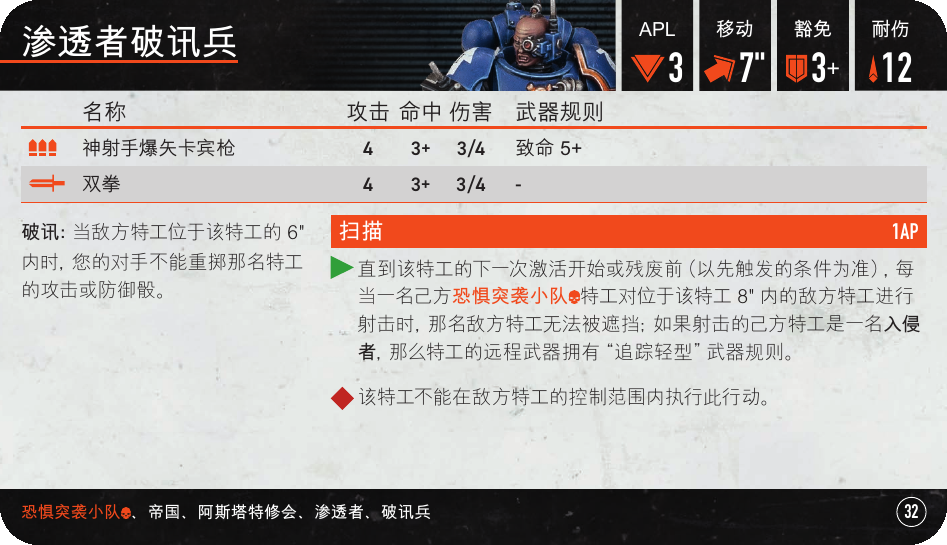 渗透者破讯兵
APL 移动 豁免 耐伤
3 7" 3+ 12
名称 攻击 命中 伤害 武器规则
神射手爆矢卡宾枪 4 3+ 3/4 致命 5+
双拳 4 3+ 3/4 -
破讯: 当敌方特工位于该特工的 6"
内时, 您的对手不能重掷那名特工
的攻击或防御骰。
扫描 1AP
直到该特工的下一次激活开始或残废前 (以先触发的条件为准) , 每
当一名己方恐惧突袭小队特工对位于该特工 8" 内的敌方特工进行
射击时, 那名敌方特工无法被遮挡; 如果射击的己方特工是一名入侵
者, 那么特工的远程武器拥有 “追踪轻型” 武器规则。
该特工不能在敌方特工的控制范围内执行此行动。
恐惧突袭小队、帝国、阿斯塔特修会、渗透者、破讯兵
32